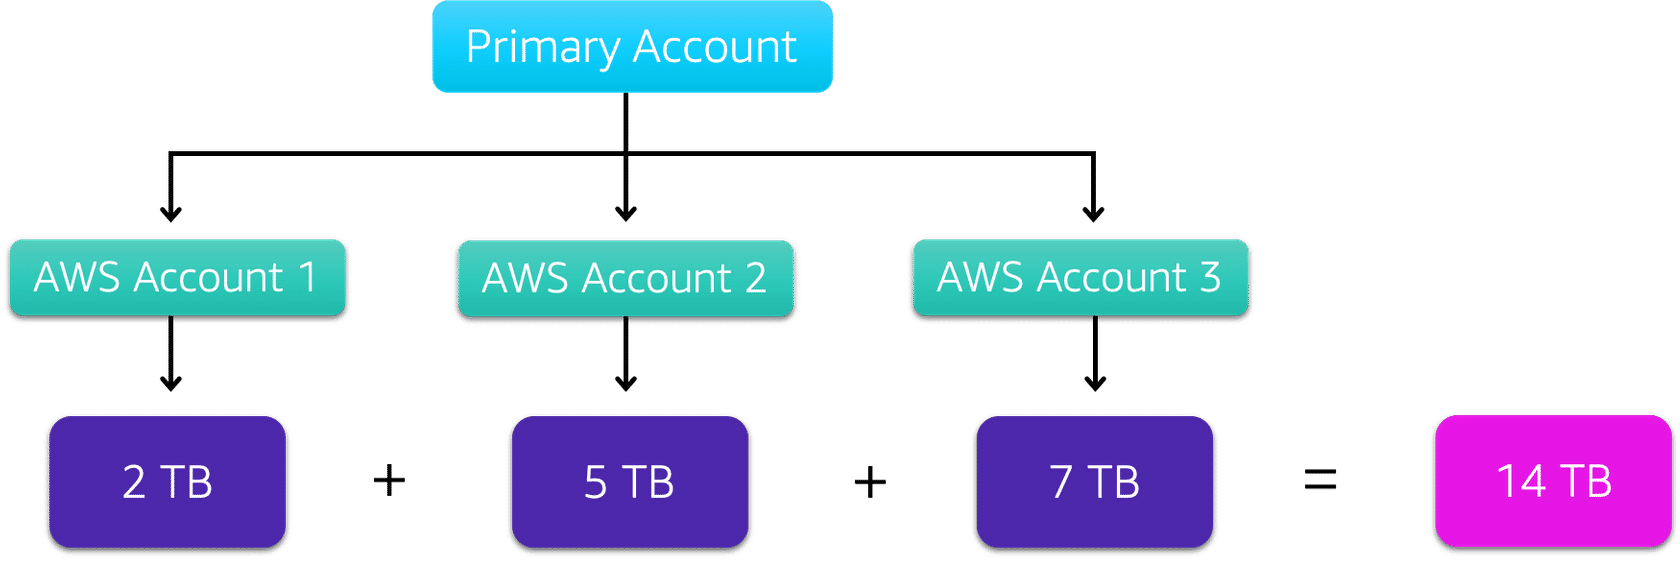 Primary Account
AWS Account 1
AWS Account 2
AWS Account 3
2 TB + 5 TB + 7 TB = 14 TB